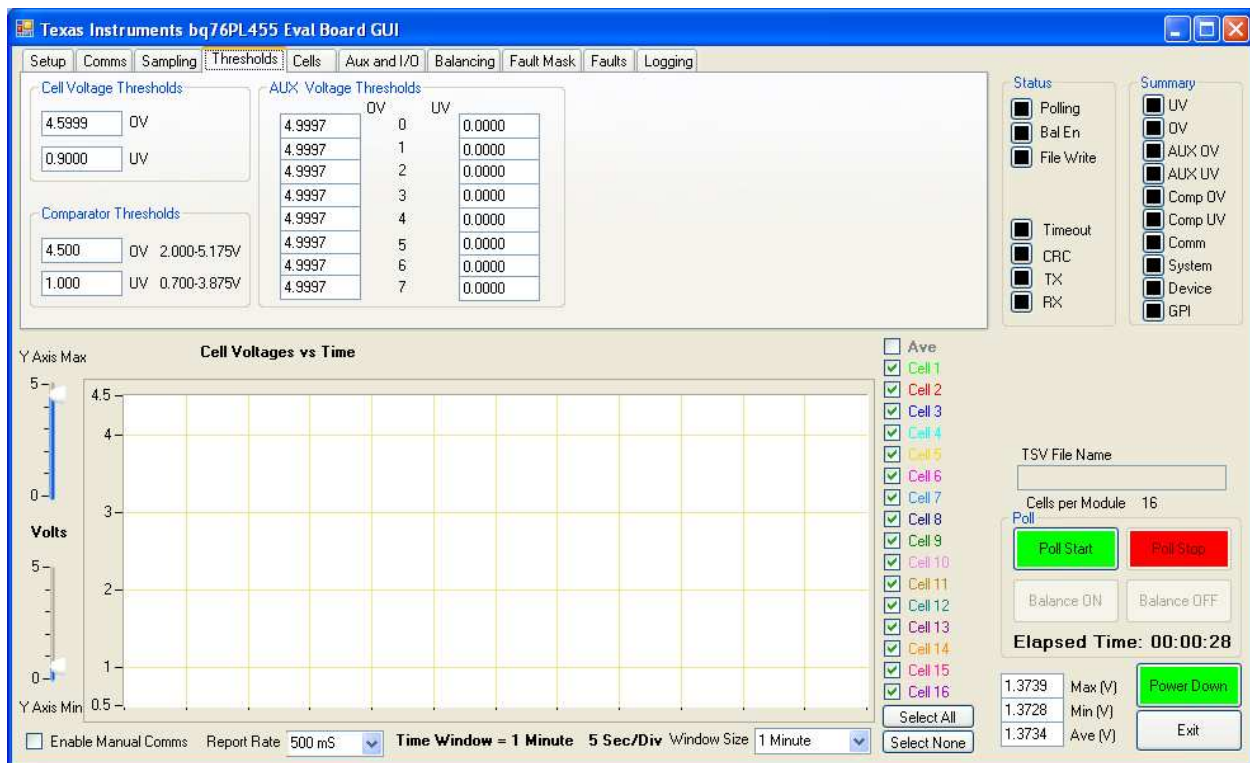 Texas Instruments bq76PL455 Eval Board GUI
Setup Comms Sampling Thresholds Cells Aux and I/O Balancing Fault Mask Faults Logging
Cell Voltage Thresholds
4.5999 OV
0.9000 UV
Comparator Thresholds
4.500 OV 2.000-5.175V
1.000 UV 0.700-3.875V
AUX Voltage Thresholds
OV UV
4.9997 0 0.0000
4.9997 1 0.0000
4.9997 2 0.0000
4.9997 3 0.0000
4.9997 4 0.0000
4.9997 5 0.0000
4.9997 6 0.0000
4.9997 7 0.0000
Status
Polling
Bal En
File Write
Timeout
CRC
TX
RX
Summary
UV
OV
AUX OV
AUX UV
Comp OV
Comp UV
Comm
System
Device
GPI
Y Axis Max
5
0
Volts
5
0
Y Axis Min
Cell Voltages vs Time
4.5
4
3
2
1
0.5
Ave
Cell 1
Cell 2
Cell 3
Cell 4
Cell 5
Cell 6
Cell 7
Cell 8
Cell 9
Cell 10
Cell 11
Cell 12
Cell 13
Cell 14
Cell 15
Cell 16
Select All
Select None
Enable Manual Comms Report Rate 500 mS Time Window = 1 Minute 5 Sec/Div Window Size 1 Minute
TSV File Name
Cells per Module 16
Poll
Poll Start Poll Stop
Balance ON Balance OFF
Elapsed Time: 00:00:28
1.3739 Max (V)
1.3728 Min (V)
1.3734 Ave (V)
Power Down
Exit